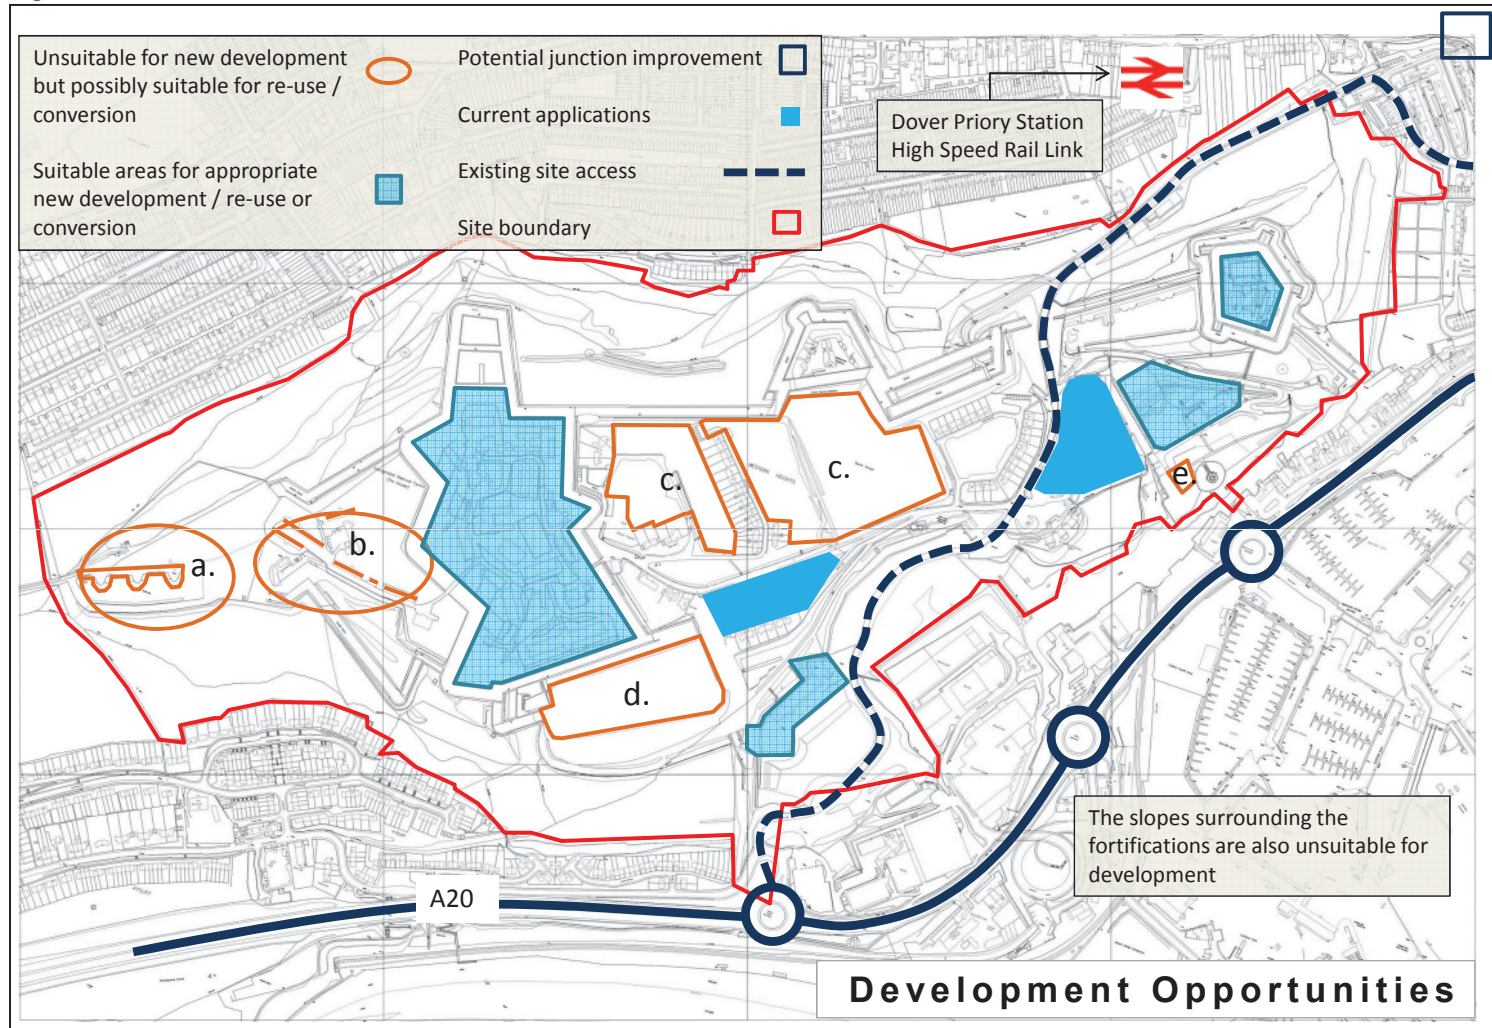 Unsuitable for new development
but possibly suitable for re-use /
conversion
Suitable areas for appropriate
new development / re-use or
conversion
Potential junction improvement
Current applications
Existing site access
Site boundary
Dover Priory Station
High Speed Rail Link
a.
b.
c.
c.
d.
e.
WESTERN HEIGHTS
A20
The slopes surrounding the
fortifications are also unsuitable for
development
Development Opportunities